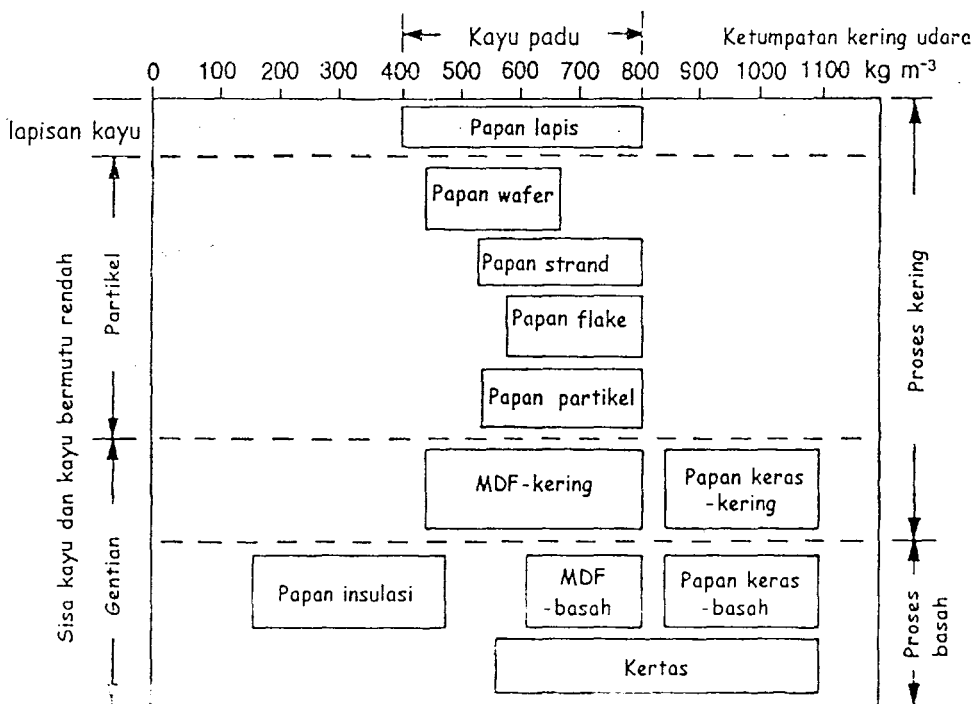 Kayu padu
Ketumpatan kering udara
0 100 200 300 400 500 600 700 800 900 1000 1100 kg m⁻³
lapisan kayu
Papan lapis
Papan wafer
Papan strand
Papan flake
Papan partikel
MDF-kering
Papan keras
-kering
Papan insulasi
MDF
-basah
Papan keras
-basah
Kertas
Sisa kayu dan kayu bermutu rendah
Partikel
Gentian
Proses kering
Proses
basah